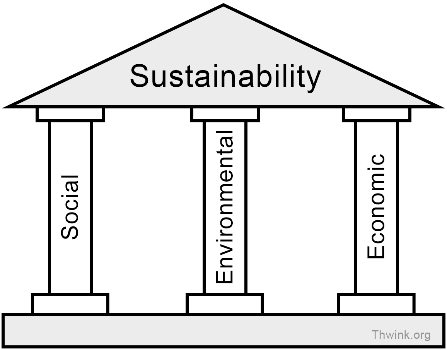 Sustainability
Social
Environmental
Economic
Thwink.org